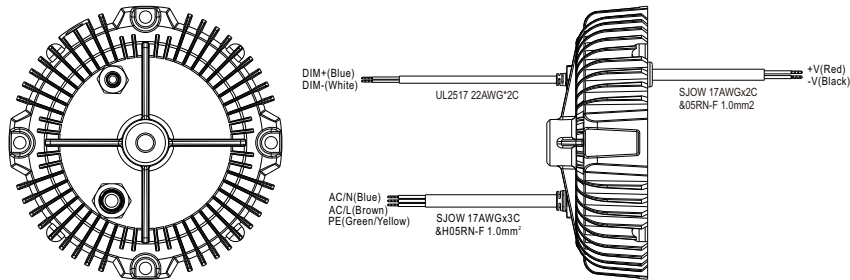 DIM+(Blue)
DIM-(White)
UL2517 22AWG*2C
+V(Red)
-V(Black)
SJOW 17AWGx2C
&05RN-F 1.0mm2
AC/N(Blue)
AC/L(Brown)
PE(Green/Yellow)
SJOW 17AWGx3C
&H05RN-F 1.0mm²